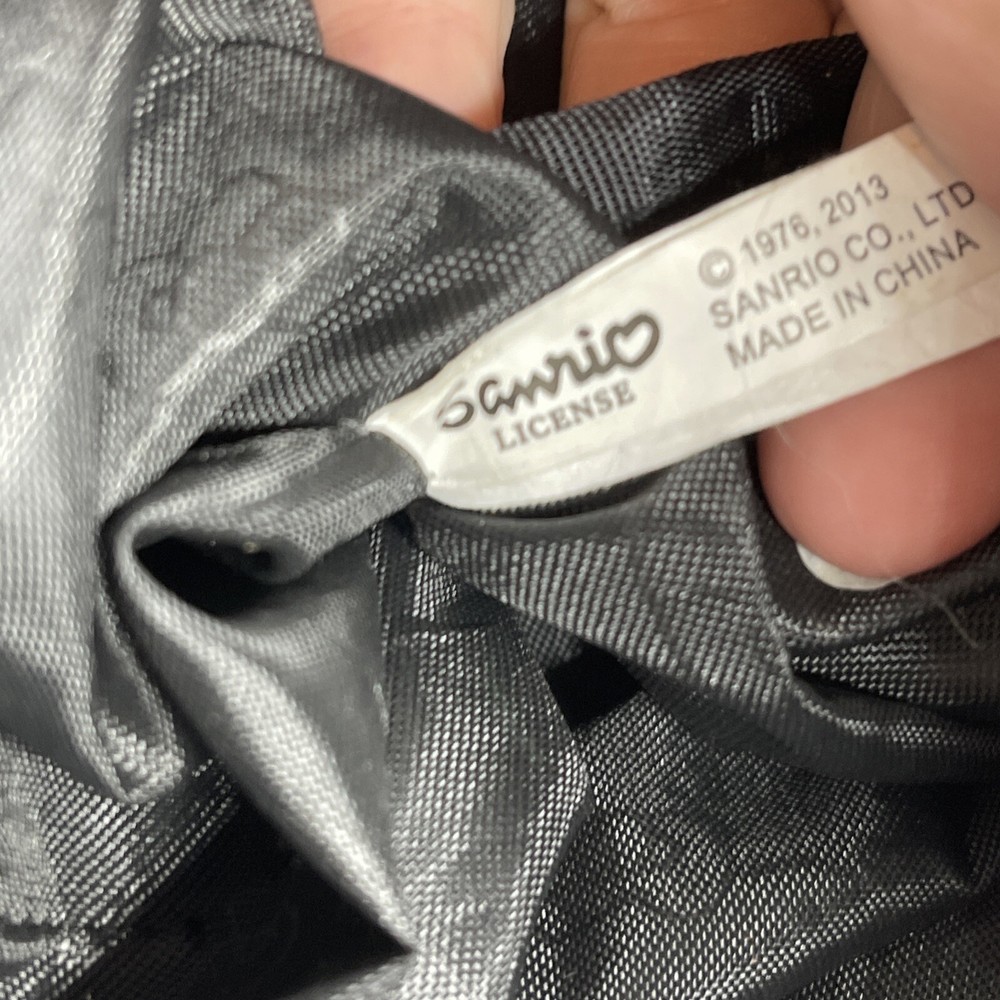 Sanrio
LICENSE
© 1976, 2013
SANRIO CO., LTD
MADE IN CHINA